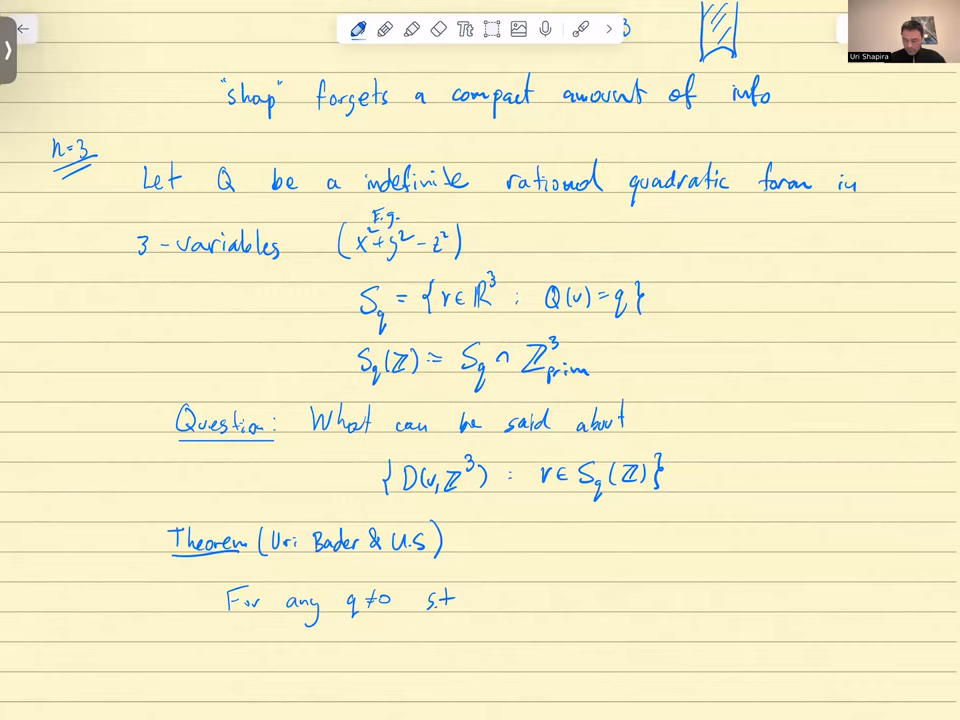 3
Uri Shapira
"shap" forgets a compact amount of info
n=3
Let Q be a indefinite rational quadratic form in
E.g.
3-variables (x²+y²-z²)
S_q = {v∈ℝ³ : Q(v)=q}
S_q(ℤ) = S_q ∩ ℤ³_prim
Question: What can be said about
{D(v,ℤ³) : v∈S_q(ℤ)}
Theorem (Uri Bader & U.S)
For any q≠0 s.t